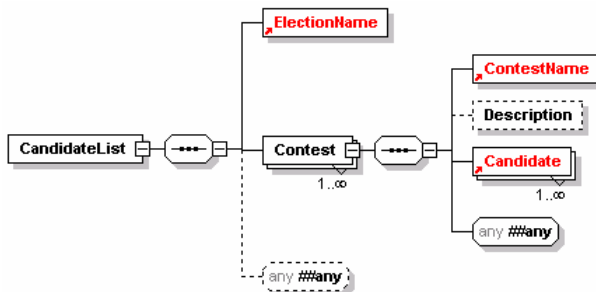 ElectionName
ContestName
Description
CandidateList
Contest
1..∞
Candidate
1..∞
any ##any
any ##any